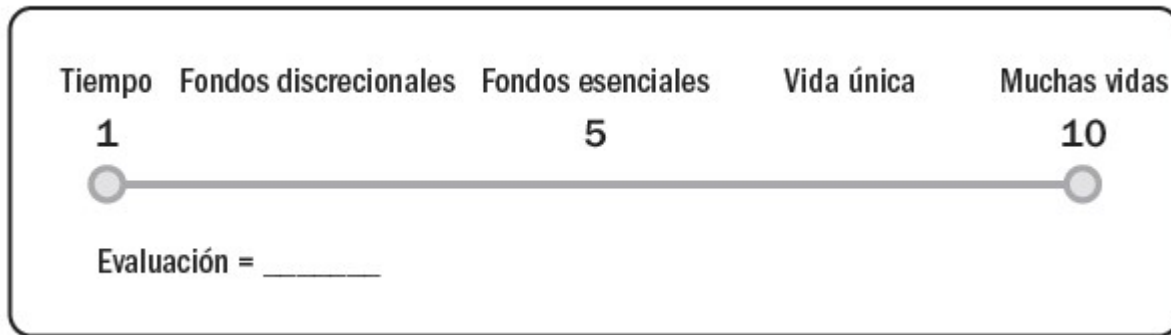 Tiempo Fondos discrecionales Fondos esenciales Vida única Muchas vidas
1 5 10
Evaluación = _______